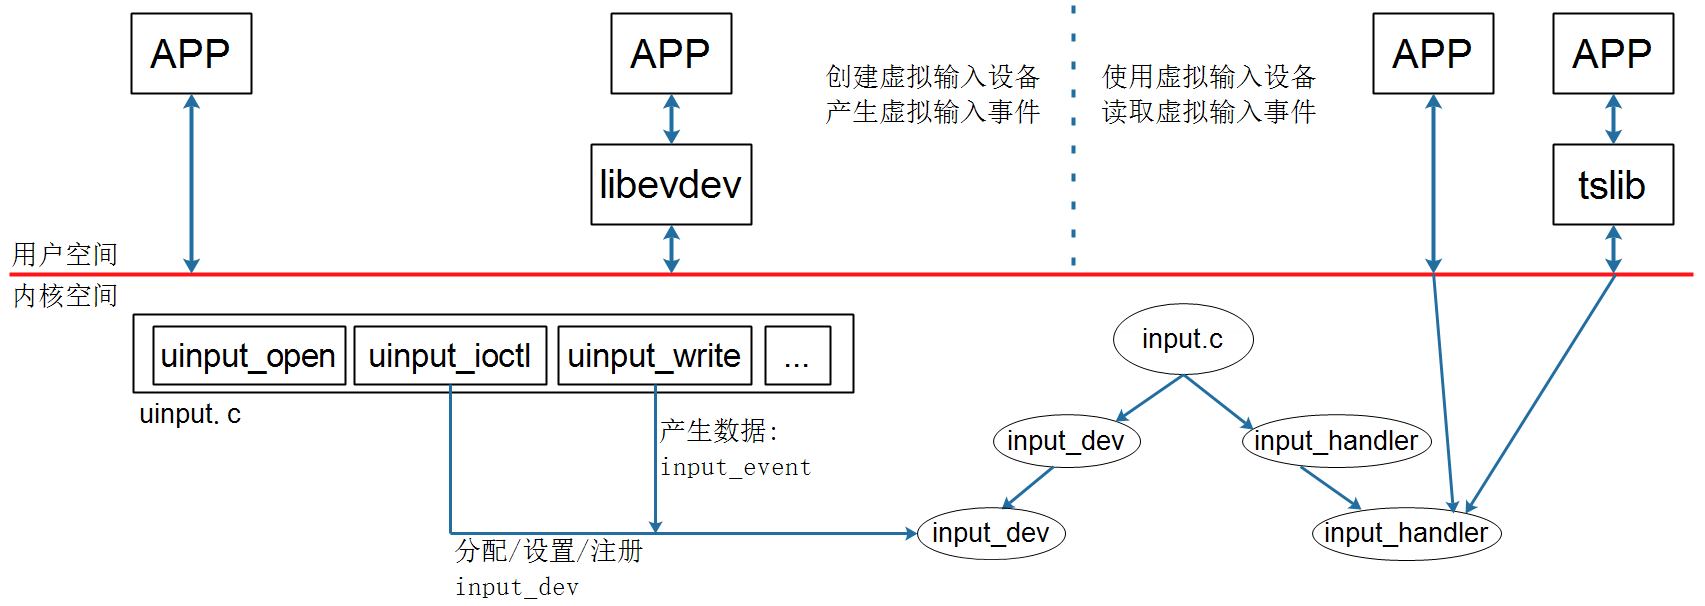 APP
APP
APP
APP
创建虚拟输入设备
产生虚拟输入事件
使用虚拟输入设备
读取虚拟输入事件
libevdev
tslib
用户空间
内核空间
uinput_open
uinput_ioctl
uinput_write
...
uinput.c
input.c
产生数据:
input_event
input_dev
input_handler
input_dev
input_handler
分配/设置/注册
input_dev